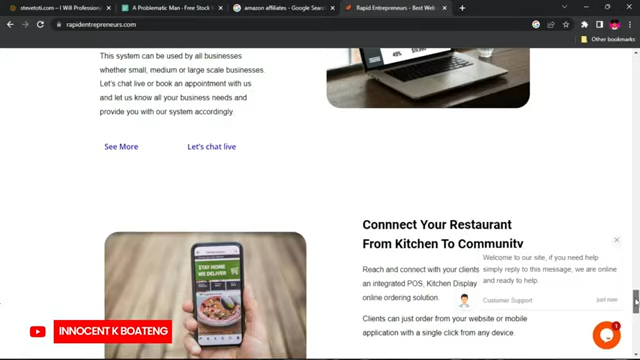 stevetoti.com – I Will Profession
A Problematic Man - Free Stock V
amazon affiliates - Google Searc
Rapid Entrepreneurs - Best Web
rapidentrepreneurs.com
Other bookmarks
This system can be used by all businesses
whether small, medium or large scale businesses.
Let's chat live or book an appointment with us
and let us know all your business needs and
provide you with our system accordingly
See More
Let's chat live
Connnect Your Restaurant
From Kitchen To Community
Reach and connect with your clients
an integrated POS, Kitchen Display
online ordering solution.
Clients can just order from your website or mobile
application with a single click from any device.
Welcome to our site, if you need help
simply reply to this message, we are online
and ready to help.
Customer Support
just now
1
STAY HOME
WE DELIVER
INNOCENT K BOATENG